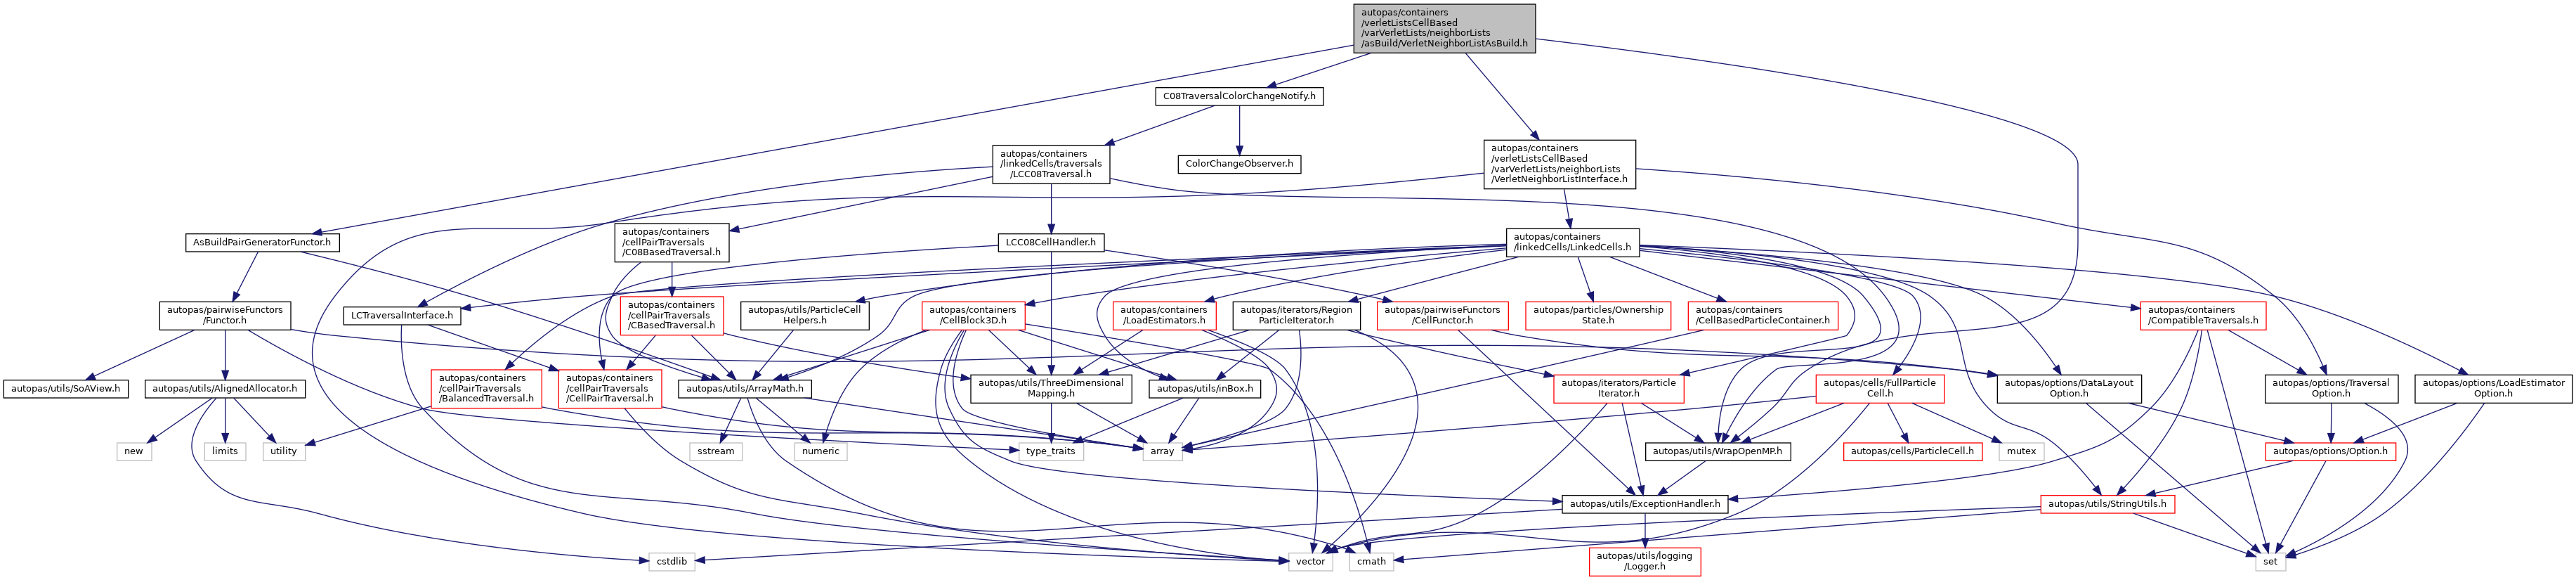 autopas/containers
/verletListsCellBased
/varVerletLists/neighborLists
/asBuild/VerletNeighborListAsBuild.h
C08TraversalColorChangeNotify.h
autopas/containers
/linkedCells/traversals
/LCC08Traversal.h
ColorChangeObserver.h
autopas/containers
/verletListsCellBased
/varVerletLists/neighborLists
/VerletNeighborListInterface.h
AsBuildPairGeneratorFunctor.h
autopas/containers
/cellPairTraversals
/C08BasedTraversal.h
LCC08CellHandler.h
autopas/containers
/linkedCells/LinkedCells.h
autopas/pairwiseFunctors
/Functor.h
LCTraversalInterface.h
autopas/containers
/cellPairTraversals
/CBasedTraversal.h
autopas/utils/ParticleCell
Helpers.h
autopas/containers
/CellBlock3D.h
autopas/containers
/LoadEstimators.h
autopas/iterators/Region
ParticleIterator.h
autopas/pairwiseFunctors
/CellFunctor.h
autopas/particles/Ownership
State.h
autopas/containers
/CellBasedParticleContainer.h
autopas/containers
/CompatibleTraversals.h
autopas/utils/SoAView.h
autopas/utils/AlignedAllocator.h
autopas/containers
/cellPairTraversals
/BalancedTraversal.h
autopas/containers
/cellPairTraversals
/CellPairTraversal.h
autopas/utils/ArrayMath.h
autopas/utils/ThreeDimensional
Mapping.h
autopas/utils/inBox.h
autopas/iterators/Particle
Iterator.h
autopas/cells/FullParticle
Cell.h
autopas/options/DataLayout
Option.h
autopas/options/Traversal
Option.h
autopas/options/LoadEstimator
Option.h
new
limits
utility
sstream
numeric
type_traits
array
autopas/utils/WrapOpenMP.h
autopas/cells/ParticleCell.h
mutex
autopas/options/Option.h
autopas/utils/ExceptionHandler.h
autopas/utils/StringUtils.h
cstdlib
vector
cmath
autopas/utils/logging
/Logger.h
set